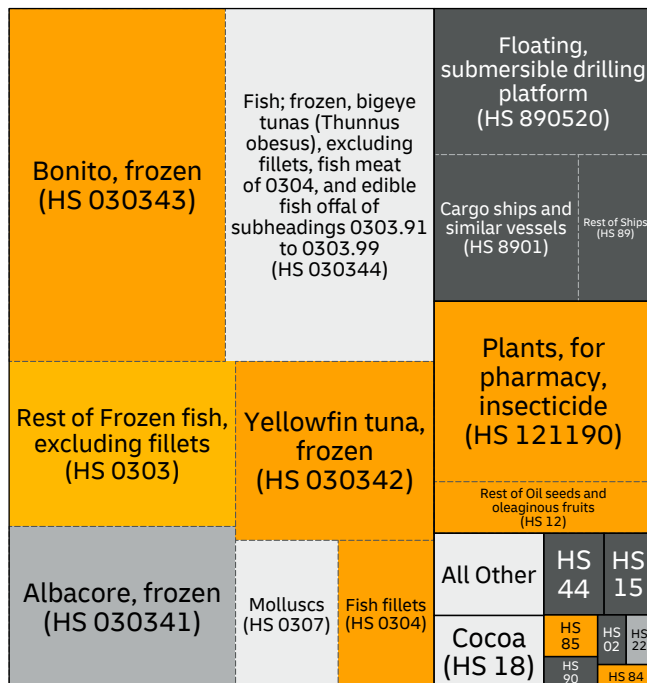 Bonito, frozen
(HS 030343)
Fish; frozen, bigeye
tunas (Thunnus
obesus), excluding
fillets, fish meat
of 0304, and edible
fish offal of
subheadings 0303.91
to 0303.99
(HS 030344)
Rest of Frozen fish,
excluding fillets
(HS 0303)
Yellowfin tuna,
frozen
(HS 030342)
Albacore, frozen
(HS 030341)
Molluscs
(HS 0307)
Fish fillets
(HS 0304)
Floating,
submersible drilling
platform
(HS 890520)
Cargo ships and
similar vessels
(HS 8901)
Rest of Ships
(HS 89)
Plants, for
pharmacy,
insecticide
(HS 121190)
Rest of Oil seeds and
oleaginous fruits
(HS 12)
All Other
HS
44
HS
15
Cocoa
(HS 18)
HS
85
HS
02
HS
22
HS
90
HS 84